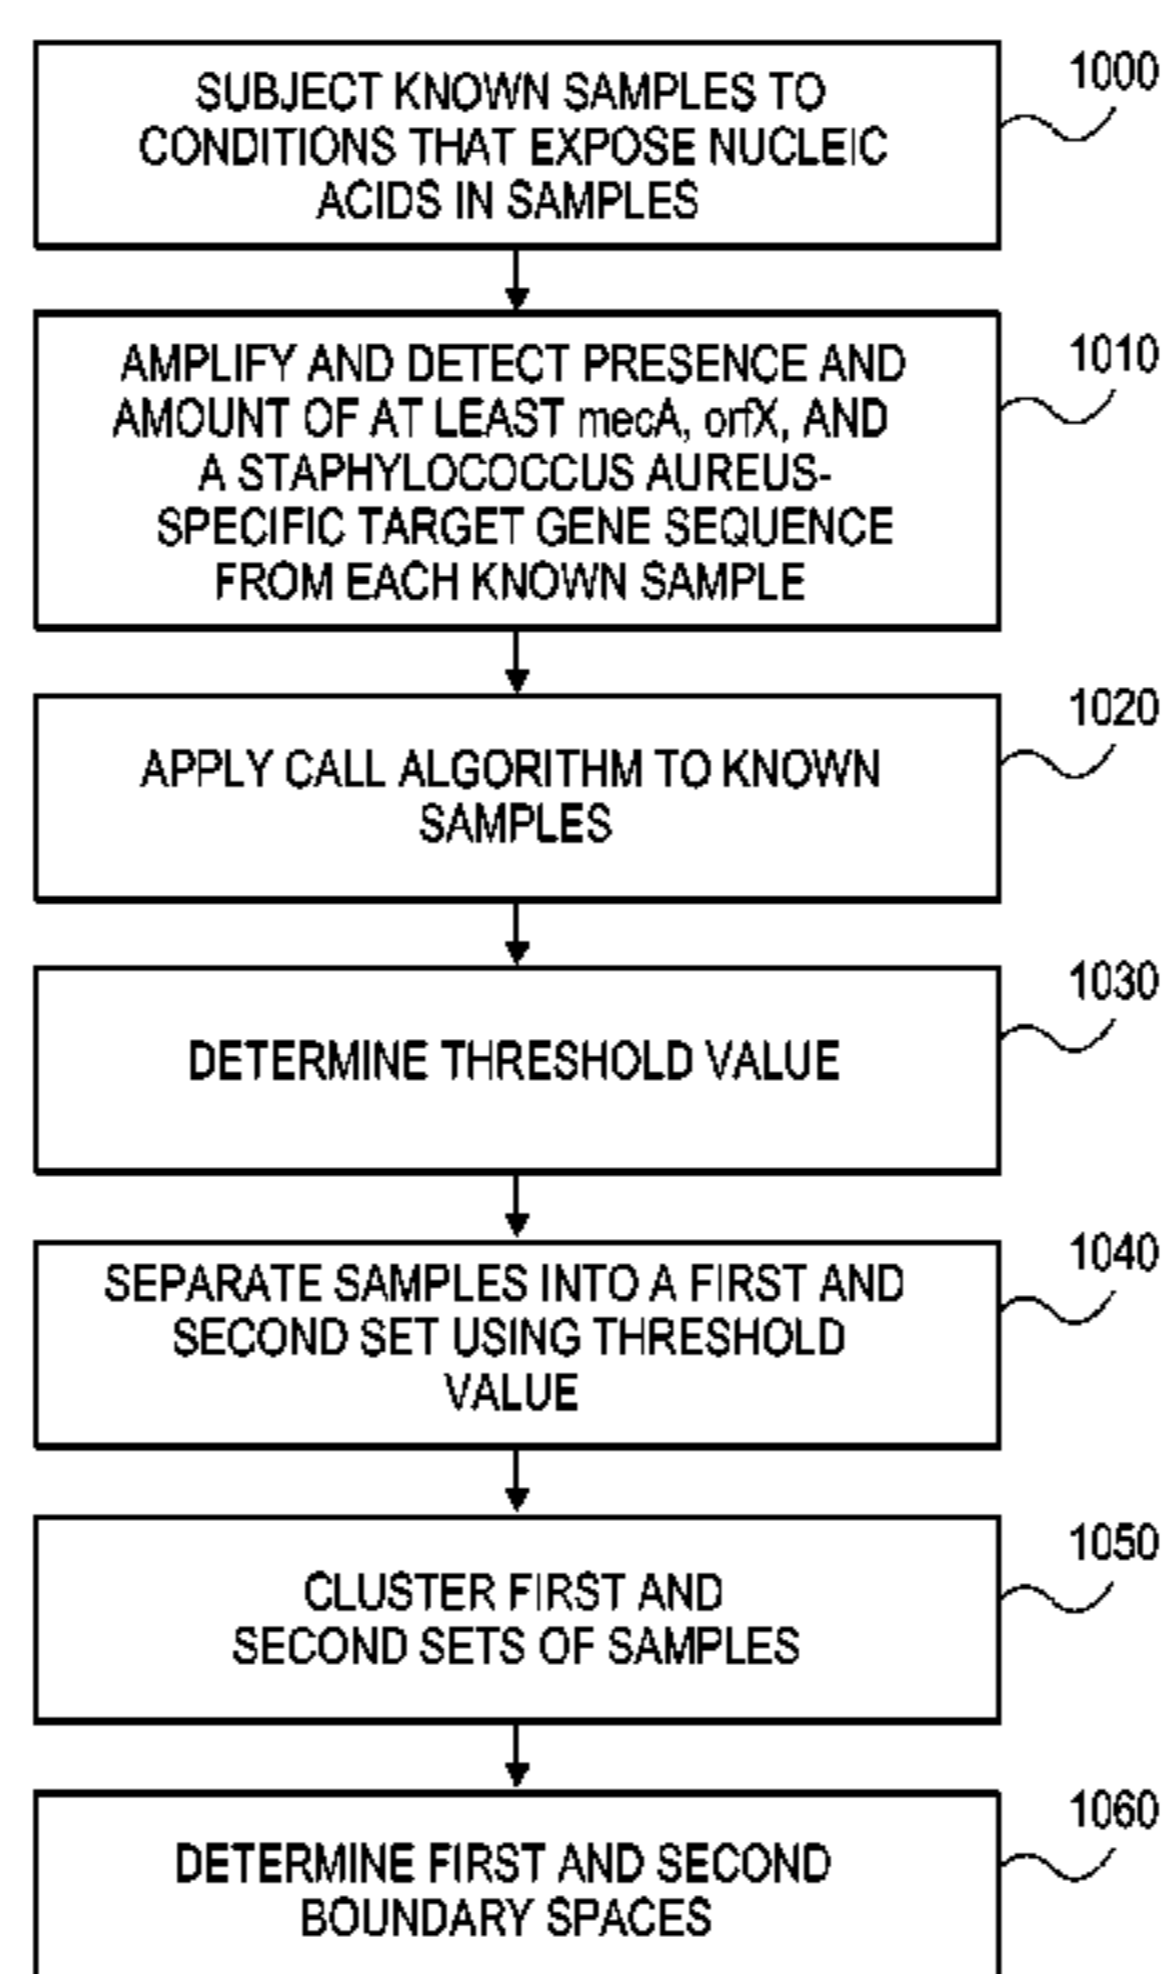 1000
SUBJECT KNOWN SAMPLES TO
CONDITIONS THAT EXPOSE NUCLEIC
ACIDS IN SAMPLES
1010
AMPLIFY AND DETECT PRESENCE AND
AMOUNT OF AT LEAST mecA, orfX, AND
A STAPHYLOCOCCUS AUREUS-
SPECIFIC TARGET GENE SEQUENCE
FROM EACH KNOWN SAMPLE
1020
APPLY CALL ALGORITHM TO KNOWN
SAMPLES
1030
DETERMINE THRESHOLD VALUE
1040
SEPARATE SAMPLES INTO A FIRST AND
SECOND SET USING THRESHOLD
VALUE
1050
CLUSTER FIRST AND
SECOND SETS OF SAMPLES
1060
DETERMINE FIRST AND SECOND
BOUNDARY SPACES